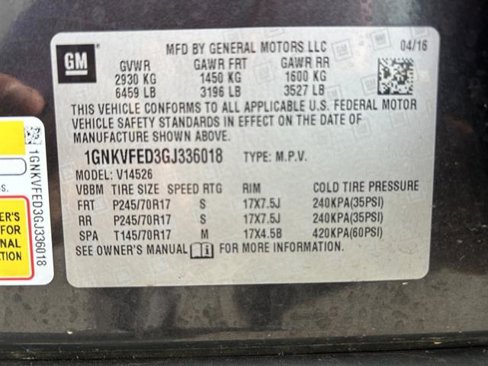 GM
MFD BY GENERAL MOTORS LLC 04/16
GVWR GAWR FRT GAWR RR
2930 KG 1450 KG 1600 KG
6459 LB 3196 LB 3527 LB
THIS VEHICLE CONFORMS TO ALL APPLICABLE U.S. FEDERAL MOTOR
VEHICLE SAFETY STANDARDS IN EFFECT ON THE DATE OF
MANUFACTURE SHOWN ABOVE.
1GNKVFED3GJ336018 TYPE: M.P.V.
MODEL: V14526
VBBM TIRE SIZE SPEED RTG RIM COLD TIRE PRESSURE
FRT P245/70R17 S 17X7.5J 240KPA(35PSI)
RR P245/70R17 S 17X7.5J 240KPA(35PSI)
SPA T145/70R17 M 17X4.5B 420KPA(60PSI)
SEE OWNER'S MANUAL FOR MORE INFORMATION.
1GNKVFED3GJ336018
S.
ER'S
FOR
NAL
ATION